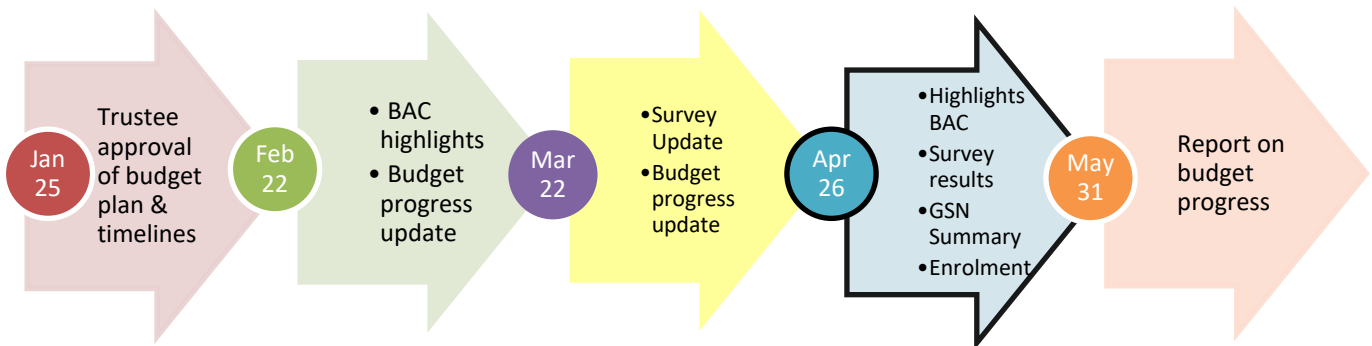 Jan
25
Trustee
approval
of budget
plan &
timelines
Feb
22
• BAC
highlights
• Budget
progress
update
Mar
22
•Survey
Update
•Budget
progress
update
Apr
26
•Highlights
BAC
•Survey
results
•GSN
Summary
•Enrolment
May
31
Report on
budget
progress